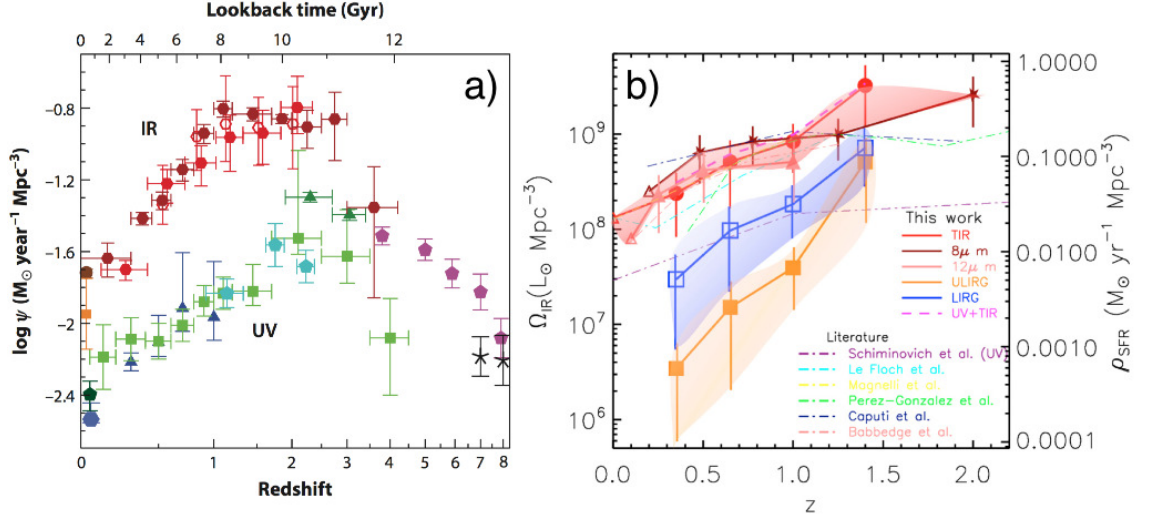 Lookback time (Gyr)
0 2 4 6 8 10 12
a)
−0.8
−1.2
−1.6
−2
−2.4
log ψ (M⊙ year⁻¹ Mpc⁻³)
IR
UV
0 1 2 3 4 5 6 7 8
Redshift
b)
10⁹
10⁸
10⁷
10⁶
Ω_IR(L⊙ Mpc⁻³)
1.0000
0.1000
0.0100
0.0010
0.0001
ρ_SFR (M⊙ yr⁻¹ Mpc⁻³)
This work
TIR
8μ m
12μ m
ULIRG
LIRG
UV+TIR
Literature
Schiminovich et al. (UV)
Le Floch et al.
Magnelli et al.
Perez−Gonzalez et al.
Caputi et al.
Babbedge et al.
0.0 0.5 1.0 1.5 2.0
z